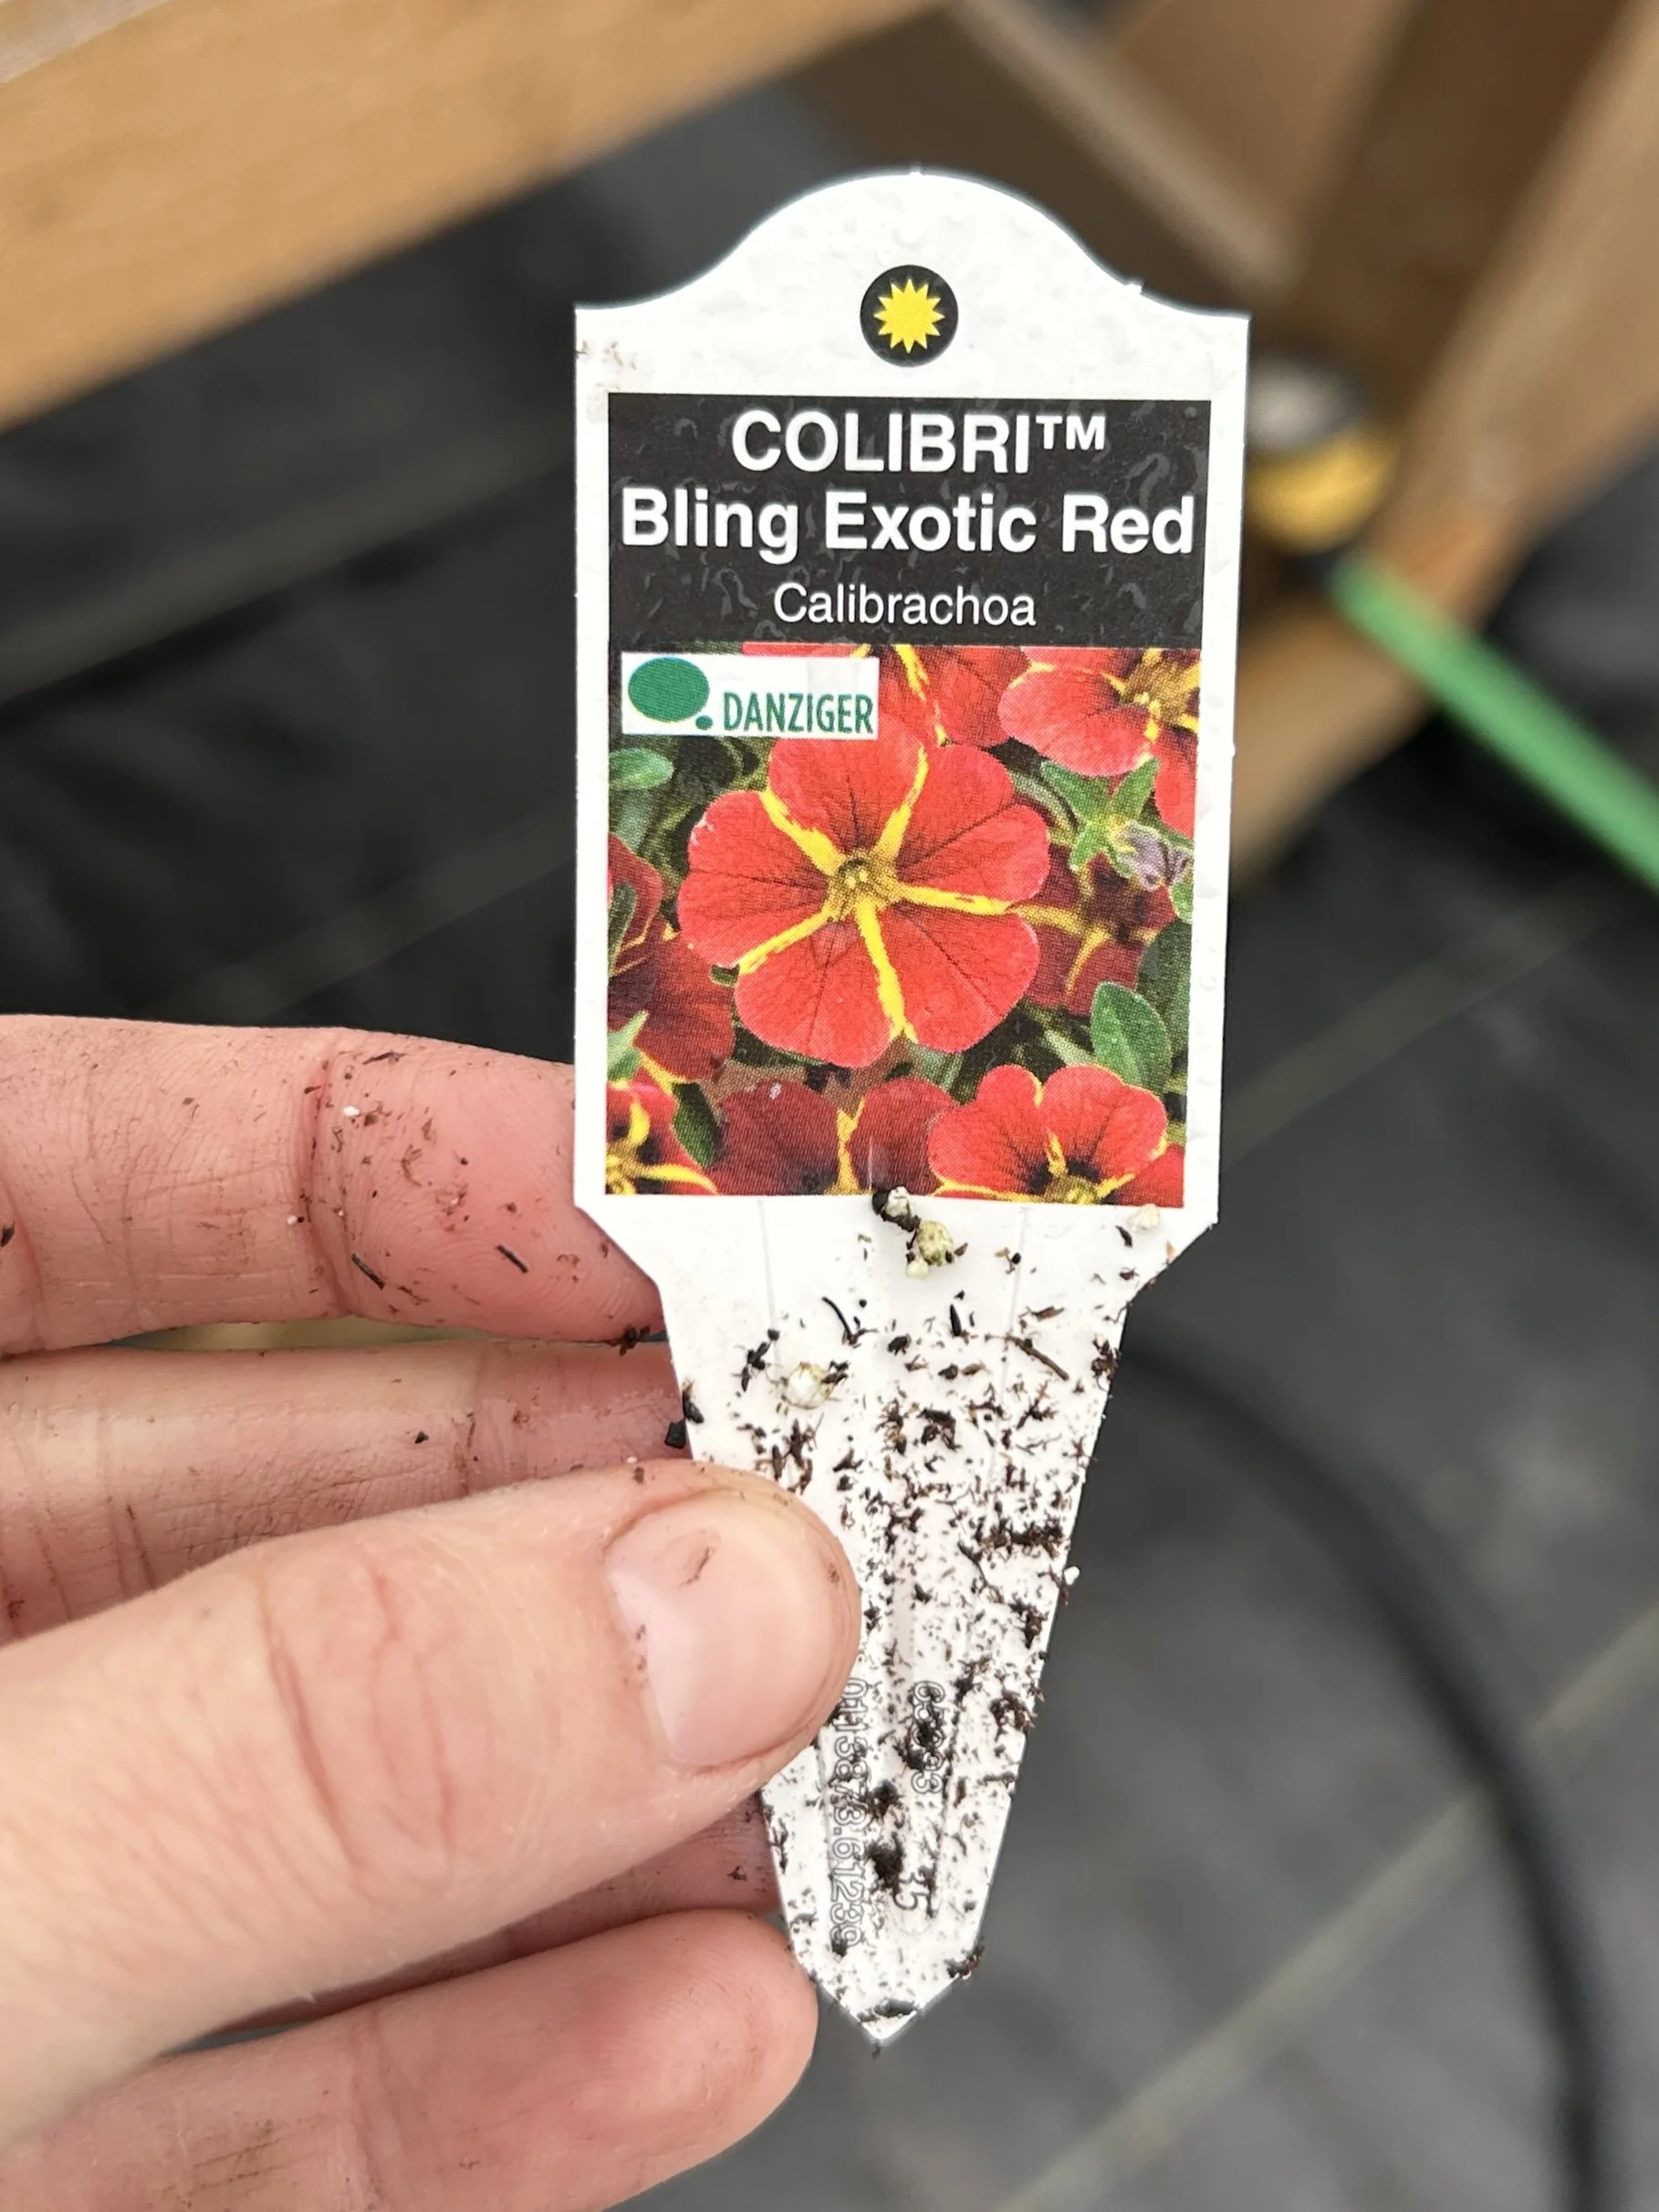 COLIBRI™
Bling Exotic Red
Calibrachoa
DANZIGER